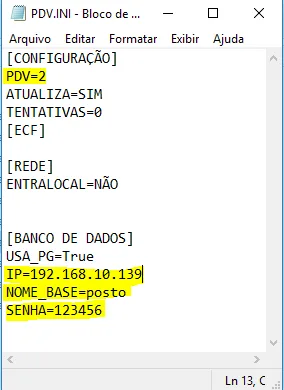 PDV.INI - Bloco de ...
Arquivo Editar Formatar Exibir Ajuda
[CONFIGURAÇÃO]
PDV=2
ATUALIZA=SIM
TENTATIVAS=0
[ECF]
[REDE]
ENTRALOCAL=NÃO
[BANCO DE DADOS]
USA_PG=True
IP=192.168.10.139
NOME_BASE=posto
SENHA=123456
Ln 13, C